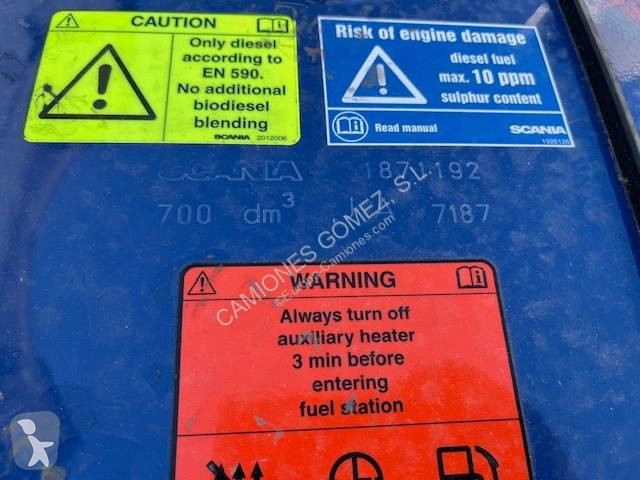 CAUTION
Only diesel
according to
EN 590.
No additional
biodiesel
blending
SCANIA 2012006
Risk of engine damage
diesel fuel
max. 10 ppm
sulphur content
Read manual
SCANIA
1926120
SCANIA 1871192
700 dm³ 7187
CAMIONES GÓMEZ, S.L.
WARNING
Always turn off
auxiliary heater
3 min before
entering
fuel station